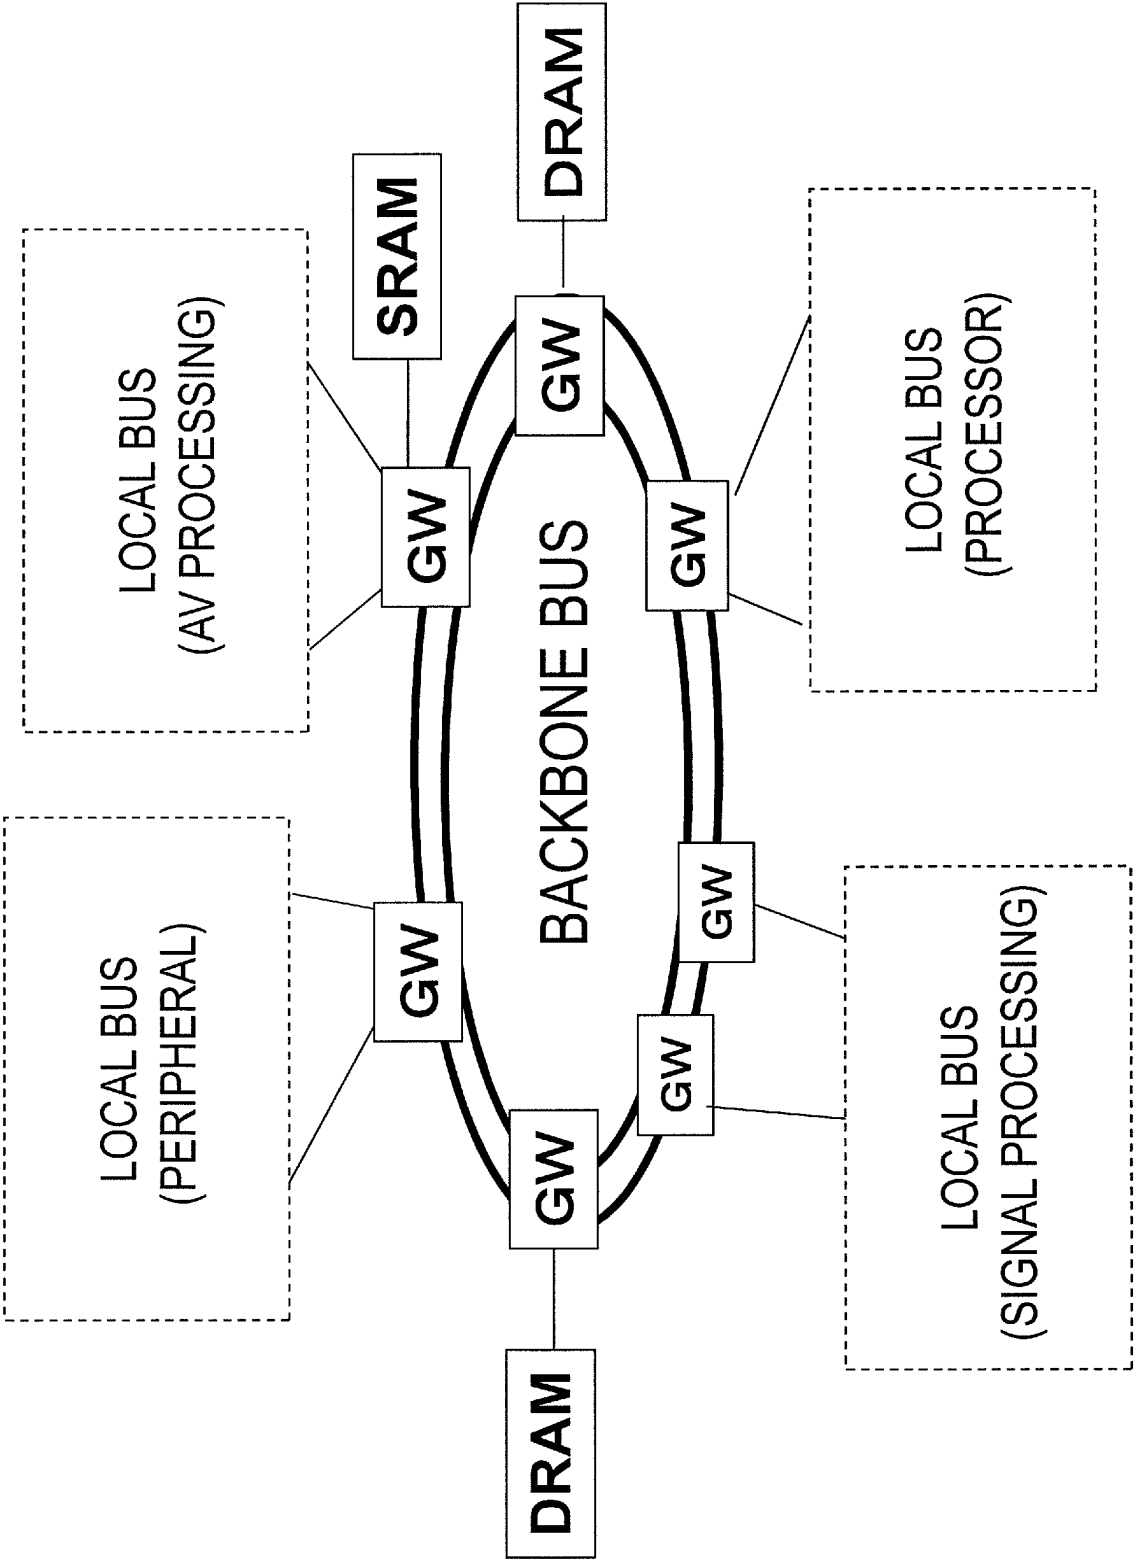 LOCAL BUS
(PERIPHERAL)
LOCAL BUS
(AV PROCESSING)
GW
GW
SRAM
DRAM
GW
BACKBONE BUS
GW
DRAM
GW
GW
GW
LOCAL BUS
(SIGNAL PROCESSING)
LOCAL BUS
(PROCESSOR)